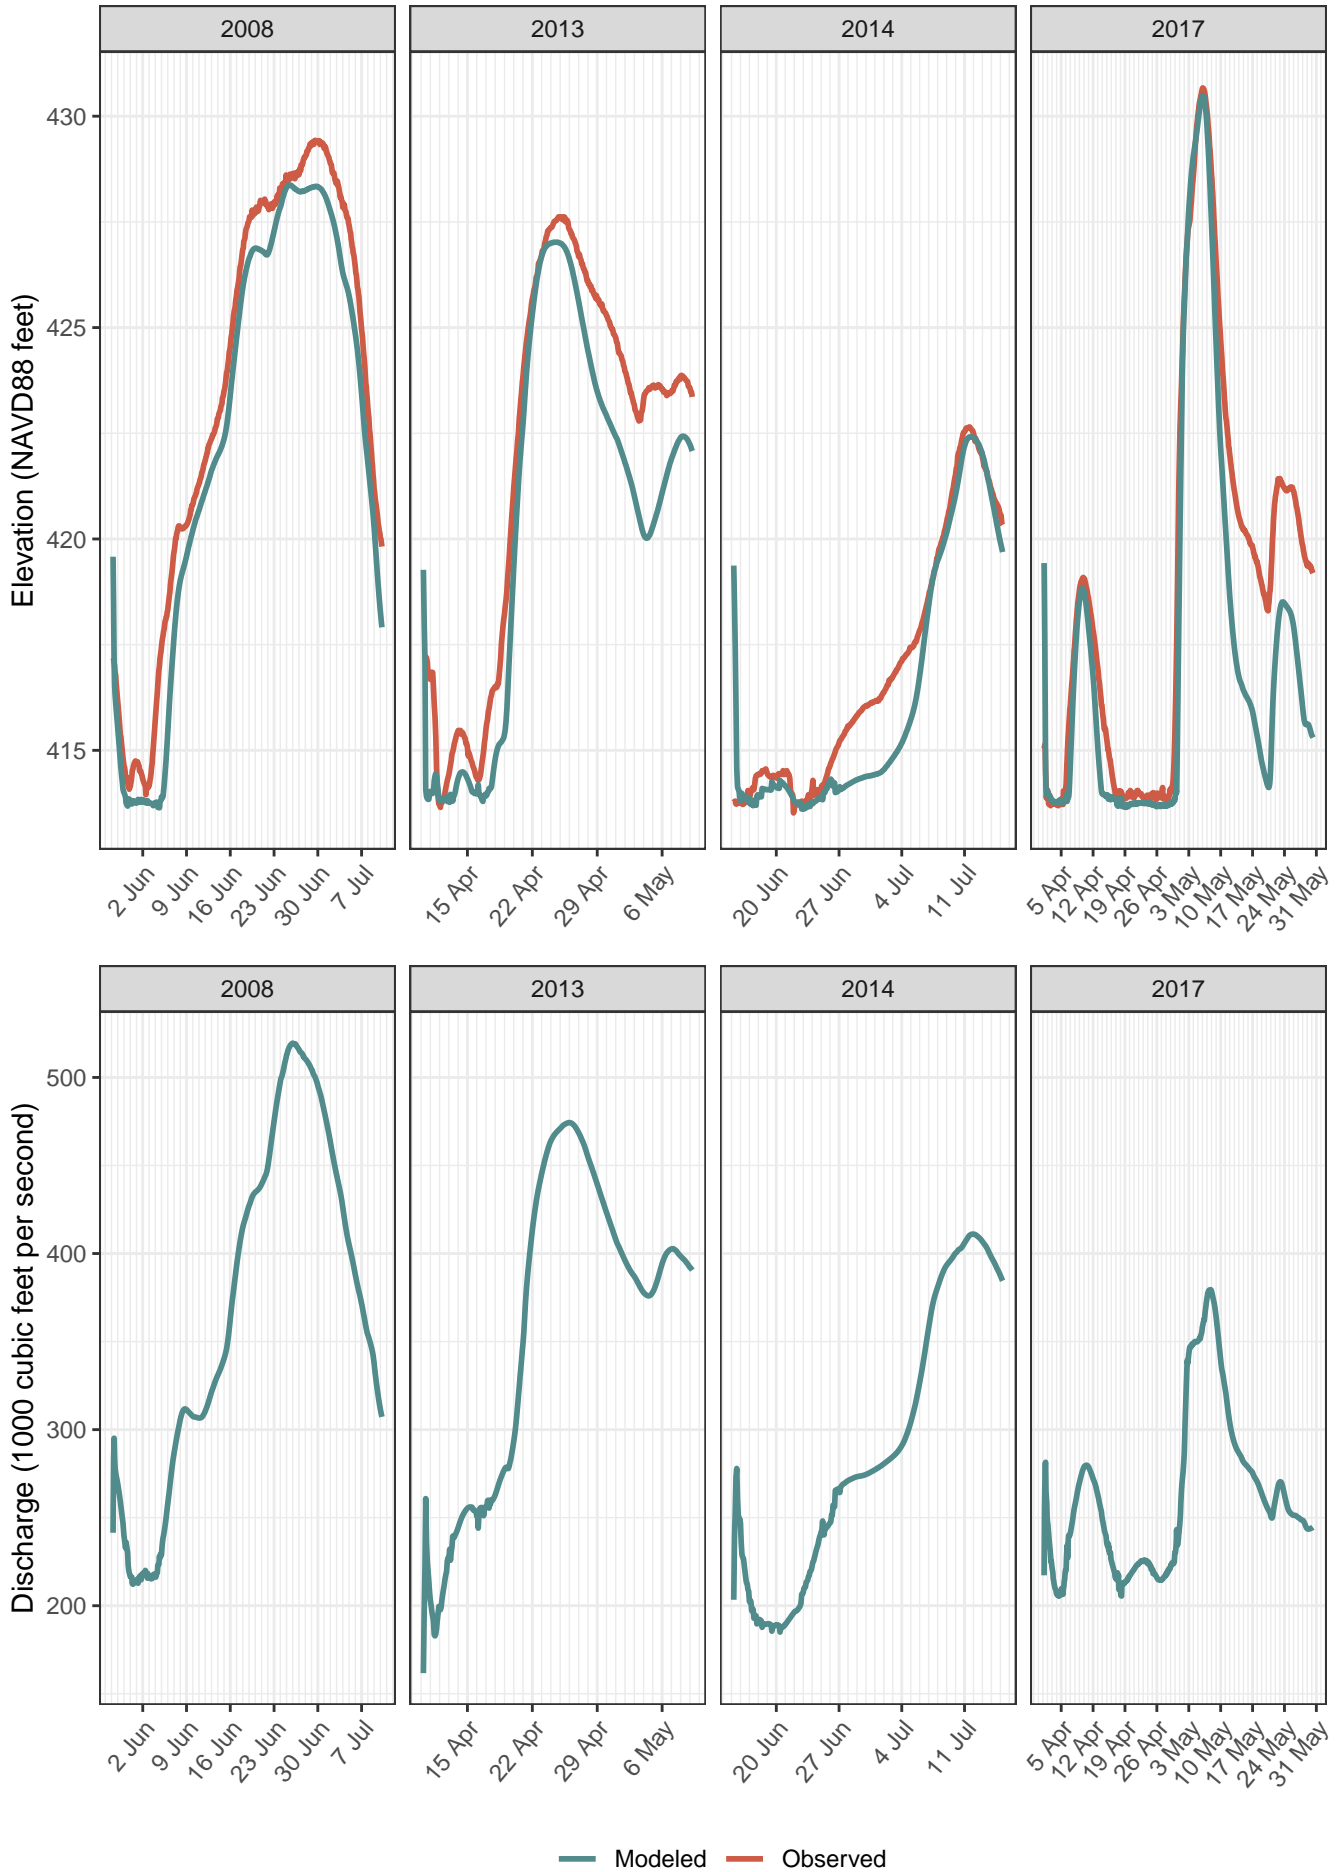 2008 2013 2014 2017
Elevation (NAVD88 feet)
430
425
420
415
2 Jun 9 Jun 16 Jun 23 Jun 30 Jun 7 Jul 15 Apr 22 Apr 29 Apr 6 May 20 Jun 27 Jun 4 Jul 11 Jul 5 Apr 12 Apr 19 Apr 26 Apr 3 May 10 May 17 May 24 May 31 May
2008 2013 2014 2017
Discharge (1000 cubic feet per second)
500
400
300
200
2 Jun 9 Jun 16 Jun 23 Jun 30 Jun 7 Jul 15 Apr 22 Apr 29 Apr 6 May 20 Jun 27 Jun 4 Jul 11 Jul 5 Apr 12 Apr 19 Apr 26 Apr 3 May 10 May 17 May 24 May 31 May
Modeled Observed